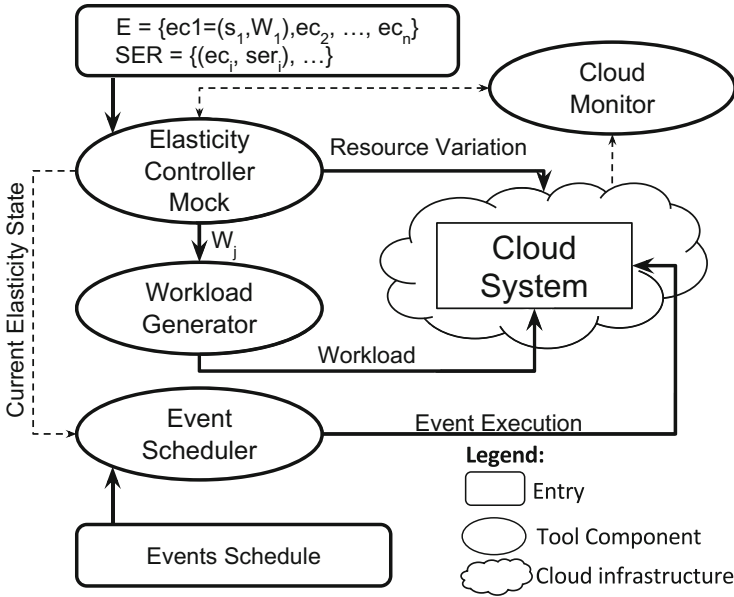 E = {ec1=(s₁,W₁),ec₂, …, ecₙ}
SER = {(ecᵢ, serᵢ), …}
Cloud
Monitor
Elasticity
Controller
Mock
Resource Variation
Current Elasticity State
Wⱼ
Cloud
System
Workload
Generator
Workload
Event
Scheduler
Event Execution
Legend:
Entry
Events Schedule
Tool Component
Cloud infrastructure